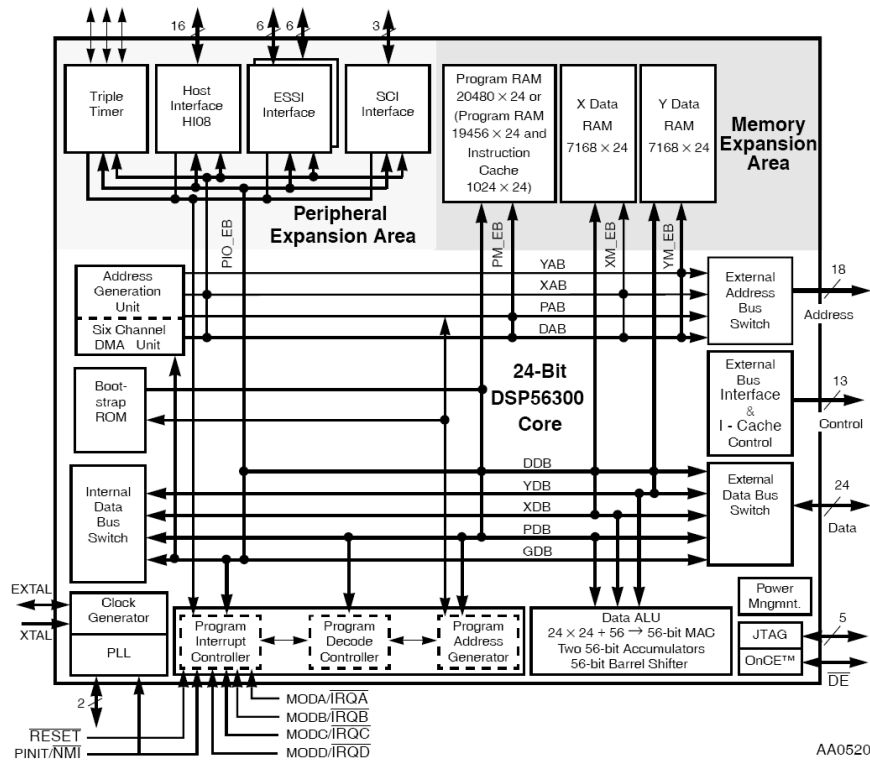 16
6
6
3
Triple
Timer
Host
Interface
HI08
ESSI
Interface
SCI
Interface
Program RAM
20480 × 24 or
(Program RAM
19456 × 24 and
Instruction
Cache
1024 × 24)
X Data
RAM
7168 × 24
Y Data
RAM
7168 × 24
Memory
Expansion
Area
Peripheral
Expansion Area
PIO_EB
PM_EB
XM_EB
YM_EB
Address
Generation
Unit
Six Channel
DMA Unit
YAB
XAB
PAB
DAB
External
Address
Bus
Switch
18
Address
Boot-
strap
ROM
24-Bit
DSP56300
Core
External
Bus
Interface
&
I - Cache
Control
13
Control
Internal
Data
Bus
Switch
DDB
YDB
XDB
PDB
GDB
External
Data Bus
Switch
24
Data
EXTAL
XTAL
Clock
Generator
PLL
2
Program
Interrupt
Controller
Program
Decode
Controller
Program
Address
Generator
Data ALU
24 × 24 + 56 → 56-bit MAC
Two 56-bit Accumulators
56-bit Barrel Shifter
Power
Mngmnt.
JTAG
OnCE™
5
DE
MODA/IRQA
MODB/IRQB
MODC/IRQC
MODD/IRQD
RESET
PINIT/NMI
AA0520